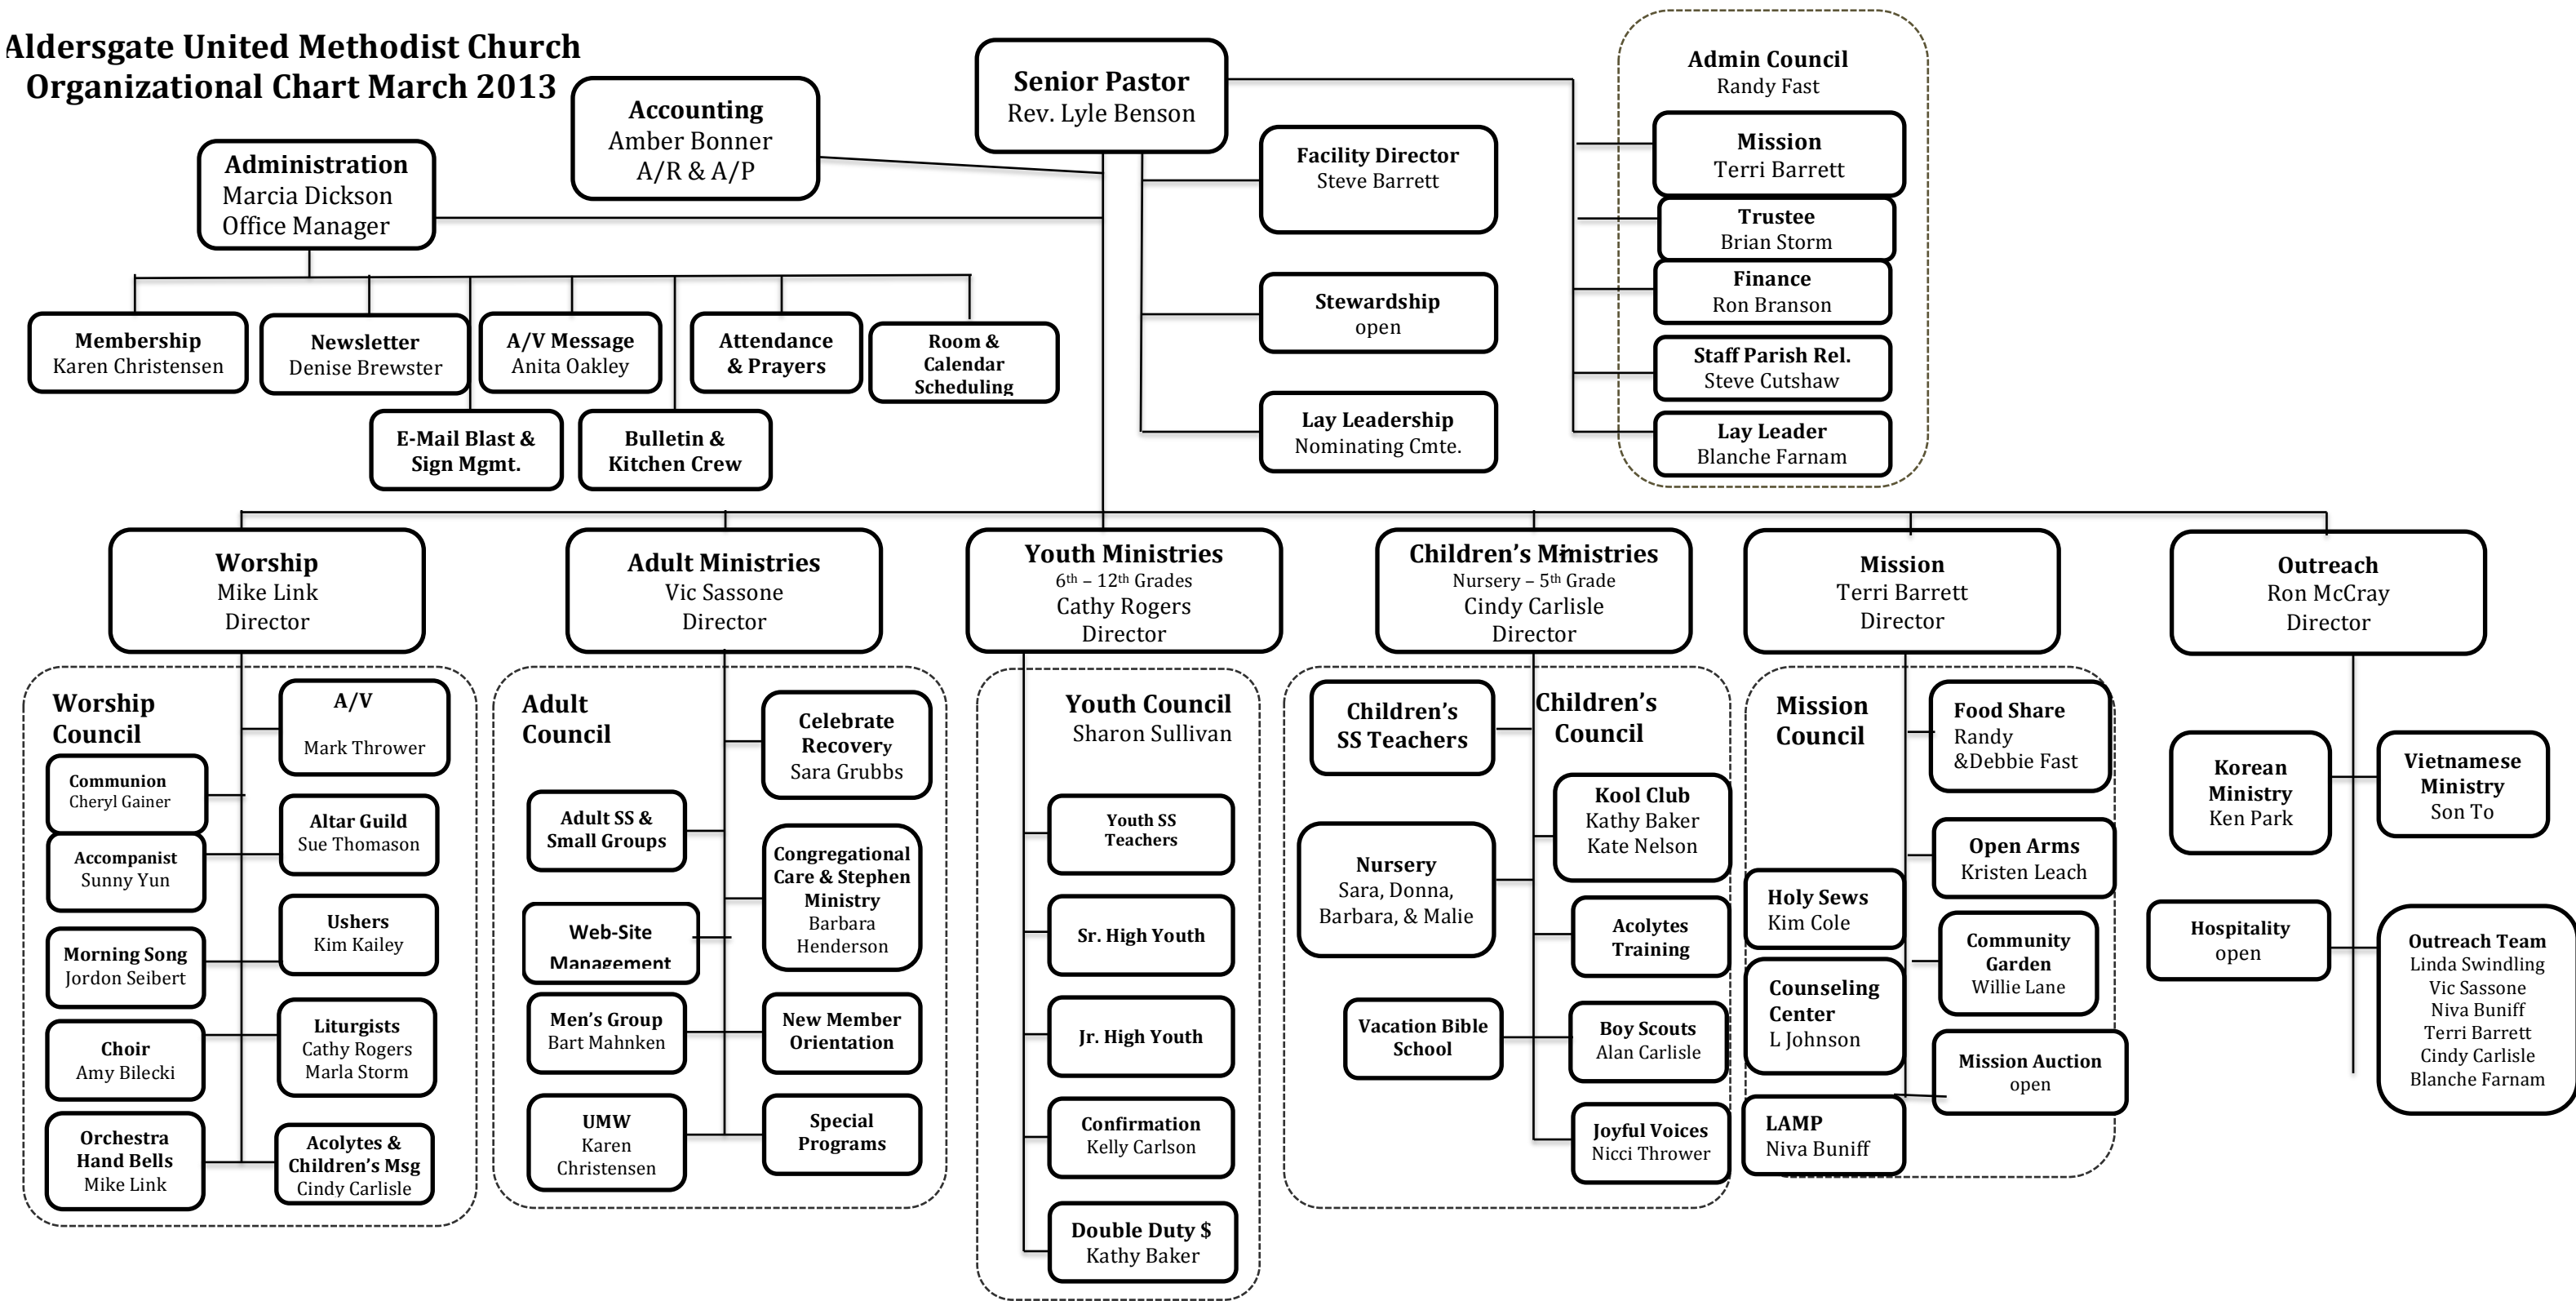 Aldersgate United Methodist Church
Organizational Chart March 2013
Senior Pastor
Rev. Lyle Benson
Accounting
Amber Bonner
A/R & A/P
Administration
Marcia Dickson
Office Manager
Facility Director
Steve Barrett
Stewardship
open
Lay Leadership
Nominating Cmte.
Admin Council
Randy Fast
Mission
Terri Barrett
Trustee
Brian Storm
Finance
Ron Branson
Staff Parish Rel.
Steve Cutshaw
Lay Leader
Blanche Farnam
Membership
Karen Christensen
Newsletter
Denise Brewster
A/V Message
Anita Oakley
Attendance
& Prayers
Room &
Calendar
Scheduling
E-Mail Blast &
Sign Mgmt.
Bulletin &
Kitchen Crew
Worship
Mike Link
Director
Adult Ministries
Vic Sassone
Director
Youth Ministries
6th – 12th Grades
Cathy Rogers
Director
Children's Ministries
Nursery – 5th Grade
Cindy Carlisle
Director
Mission
Terri Barrett
Director
Outreach
Ron McCray
Director
Worship
Council
A/V
Mark Thrower
Communion
Cheryl Gainer
Altar Guild
Sue Thomason
Accompanist
Sunny Yun
Ushers
Kim Kailey
Morning Song
Jordon Seibert
Liturgists
Cathy Rogers
Marla Storm
Choir
Amy Bilecki
Orchestra
Hand Bells
Mike Link
Acolytes &
Children's Msg
Cindy Carlisle
Adult
Council
Celebrate
Recovery
Sara Grubbs
Adult SS &
Small Groups
Congregational
Care & Stephen
Ministry
Barbara
Henderson
Web-Site
Management
Men's Group
Bart Mahnken
New Member
Orientation
UMW
Karen
Christensen
Special
Programs
Youth Council
Sharon Sullivan
Youth SS
Teachers
Sr. High Youth
Jr. High Youth
Confirmation
Kelly Carlson
Double Duty $
Kathy Baker
Children's
SS Teachers
Children's
Council
Kool Club
Kathy Baker
Kate Nelson
Nursery
Sara, Donna,
Barbara, & Malie
Acolytes
Training
Vacation Bible
School
Boy Scouts
Alan Carlisle
Joyful Voices
Nicci Thrower
Mission
Council
Food Share
Randy
&Debbie Fast
Open Arms
Kristen Leach
Holy Sews
Kim Cole
Community
Garden
Willie Lane
Counseling
Center
L Johnson
Mission Auction
open
LAMP
Niva Buniff
Korean
Ministry
Ken Park
Vietnamese
Ministry
Son To
Hospitality
open
Outreach Team
Linda Swindling
Vic Sassone
Niva Buniff
Terri Barrett
Cindy Carlisle
Blanche Farnam